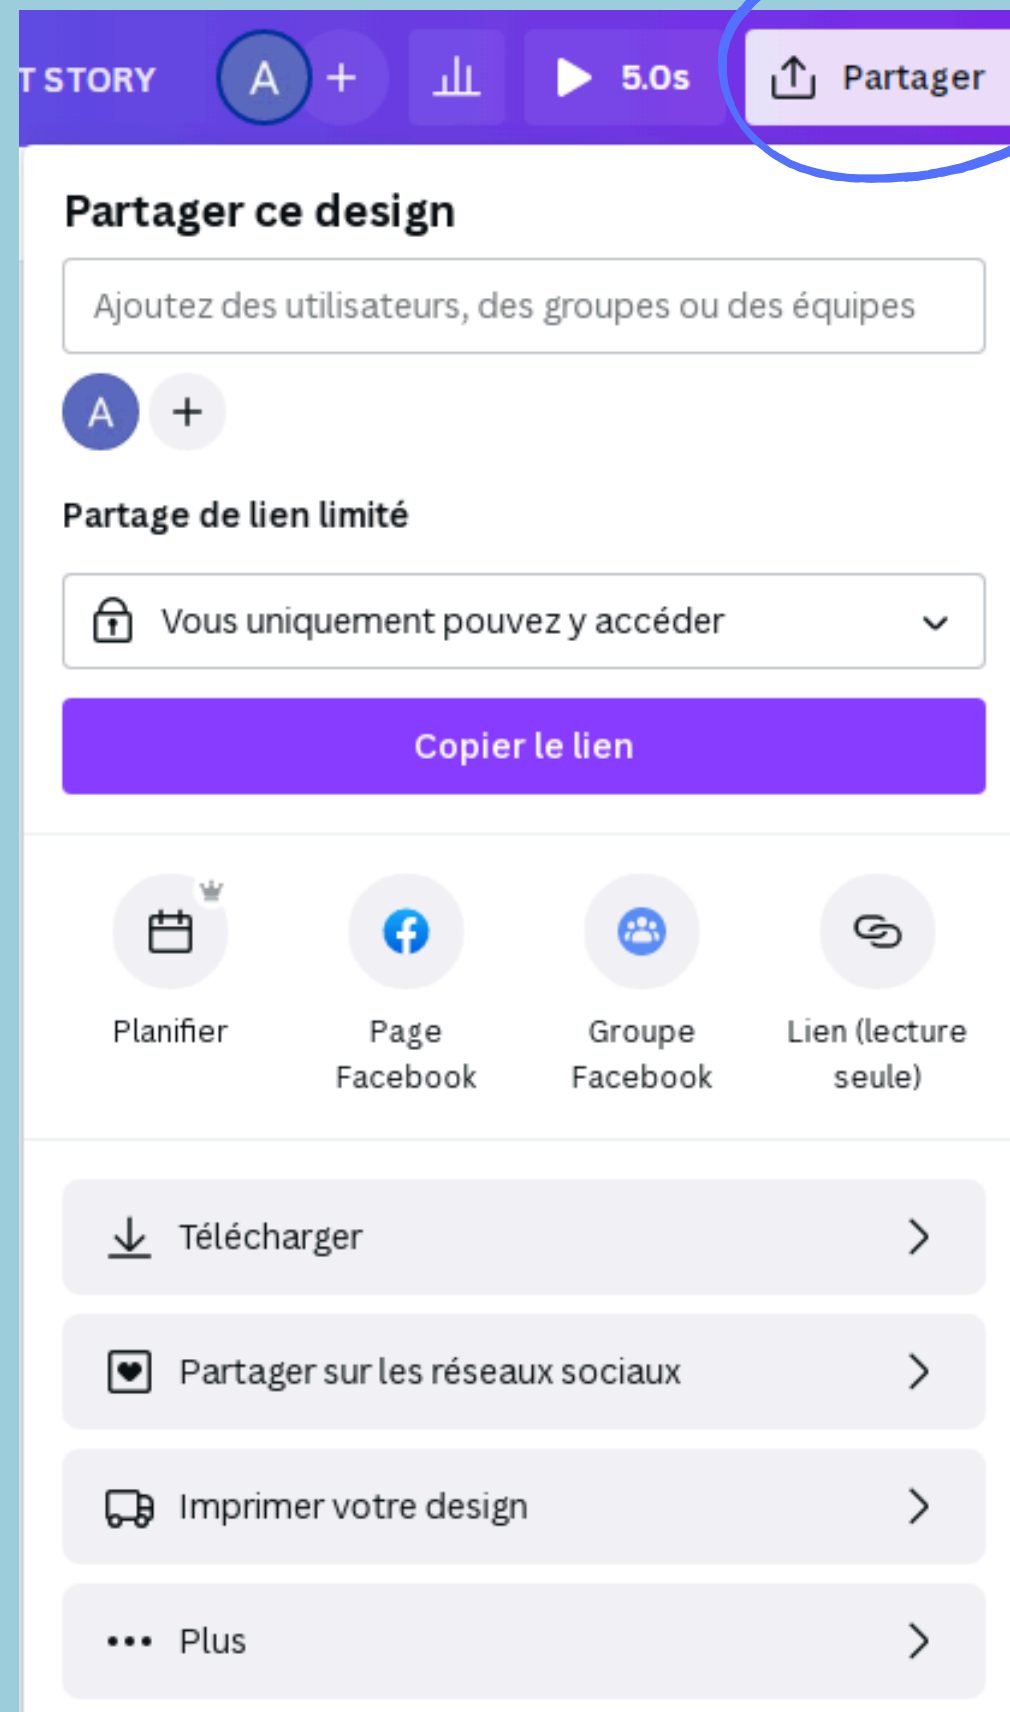 T STORY
A
+
5.0s
Partager
Partager ce design
Ajoutez des utilisateurs, des groupes ou des équipes
A
+
Partage de lien limité
Vous uniquement pouvez y accéder
Copier le lien
Planifier
Page
Facebook
Groupe
Facebook
Lien (lecture
seule)
Télécharger
Partager sur les réseaux sociaux
Imprimer votre design
Plus